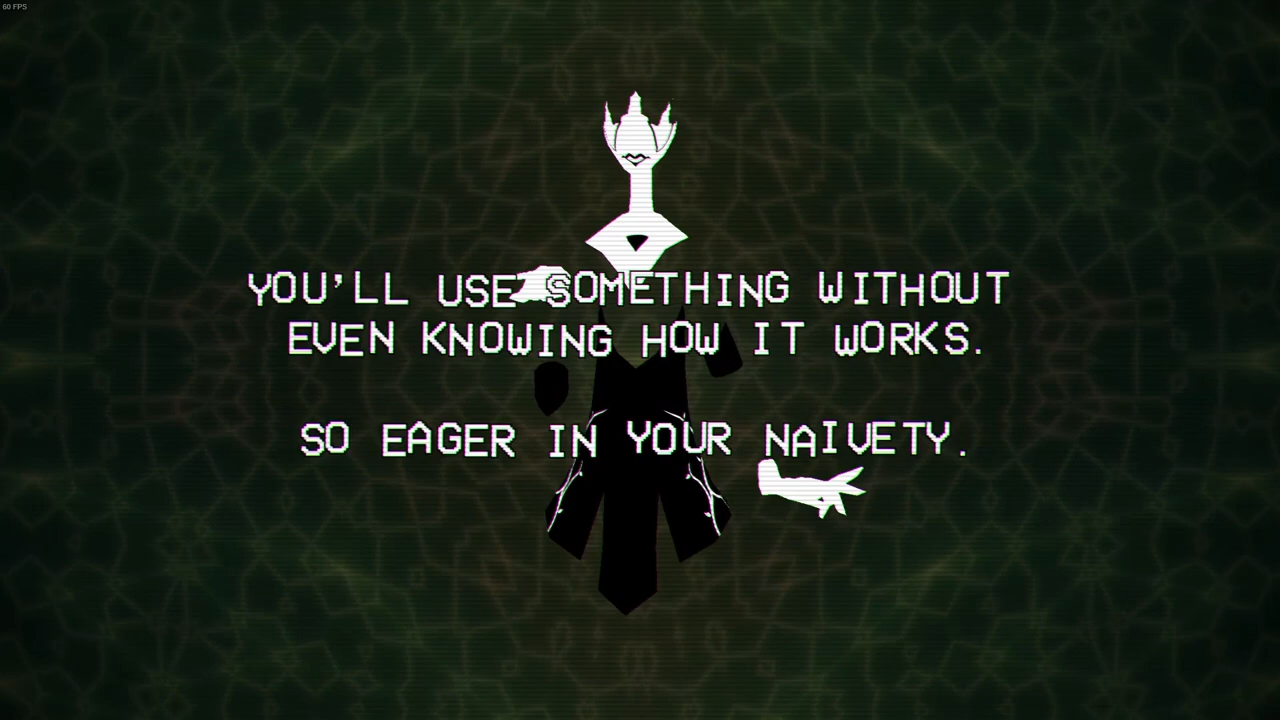 60 FPS
YOU'LL USE SOMETHING WITHOUT
EVEN KNOWING HOW IT WORKS.
SO EAGER IN YOUR NAIVETY.